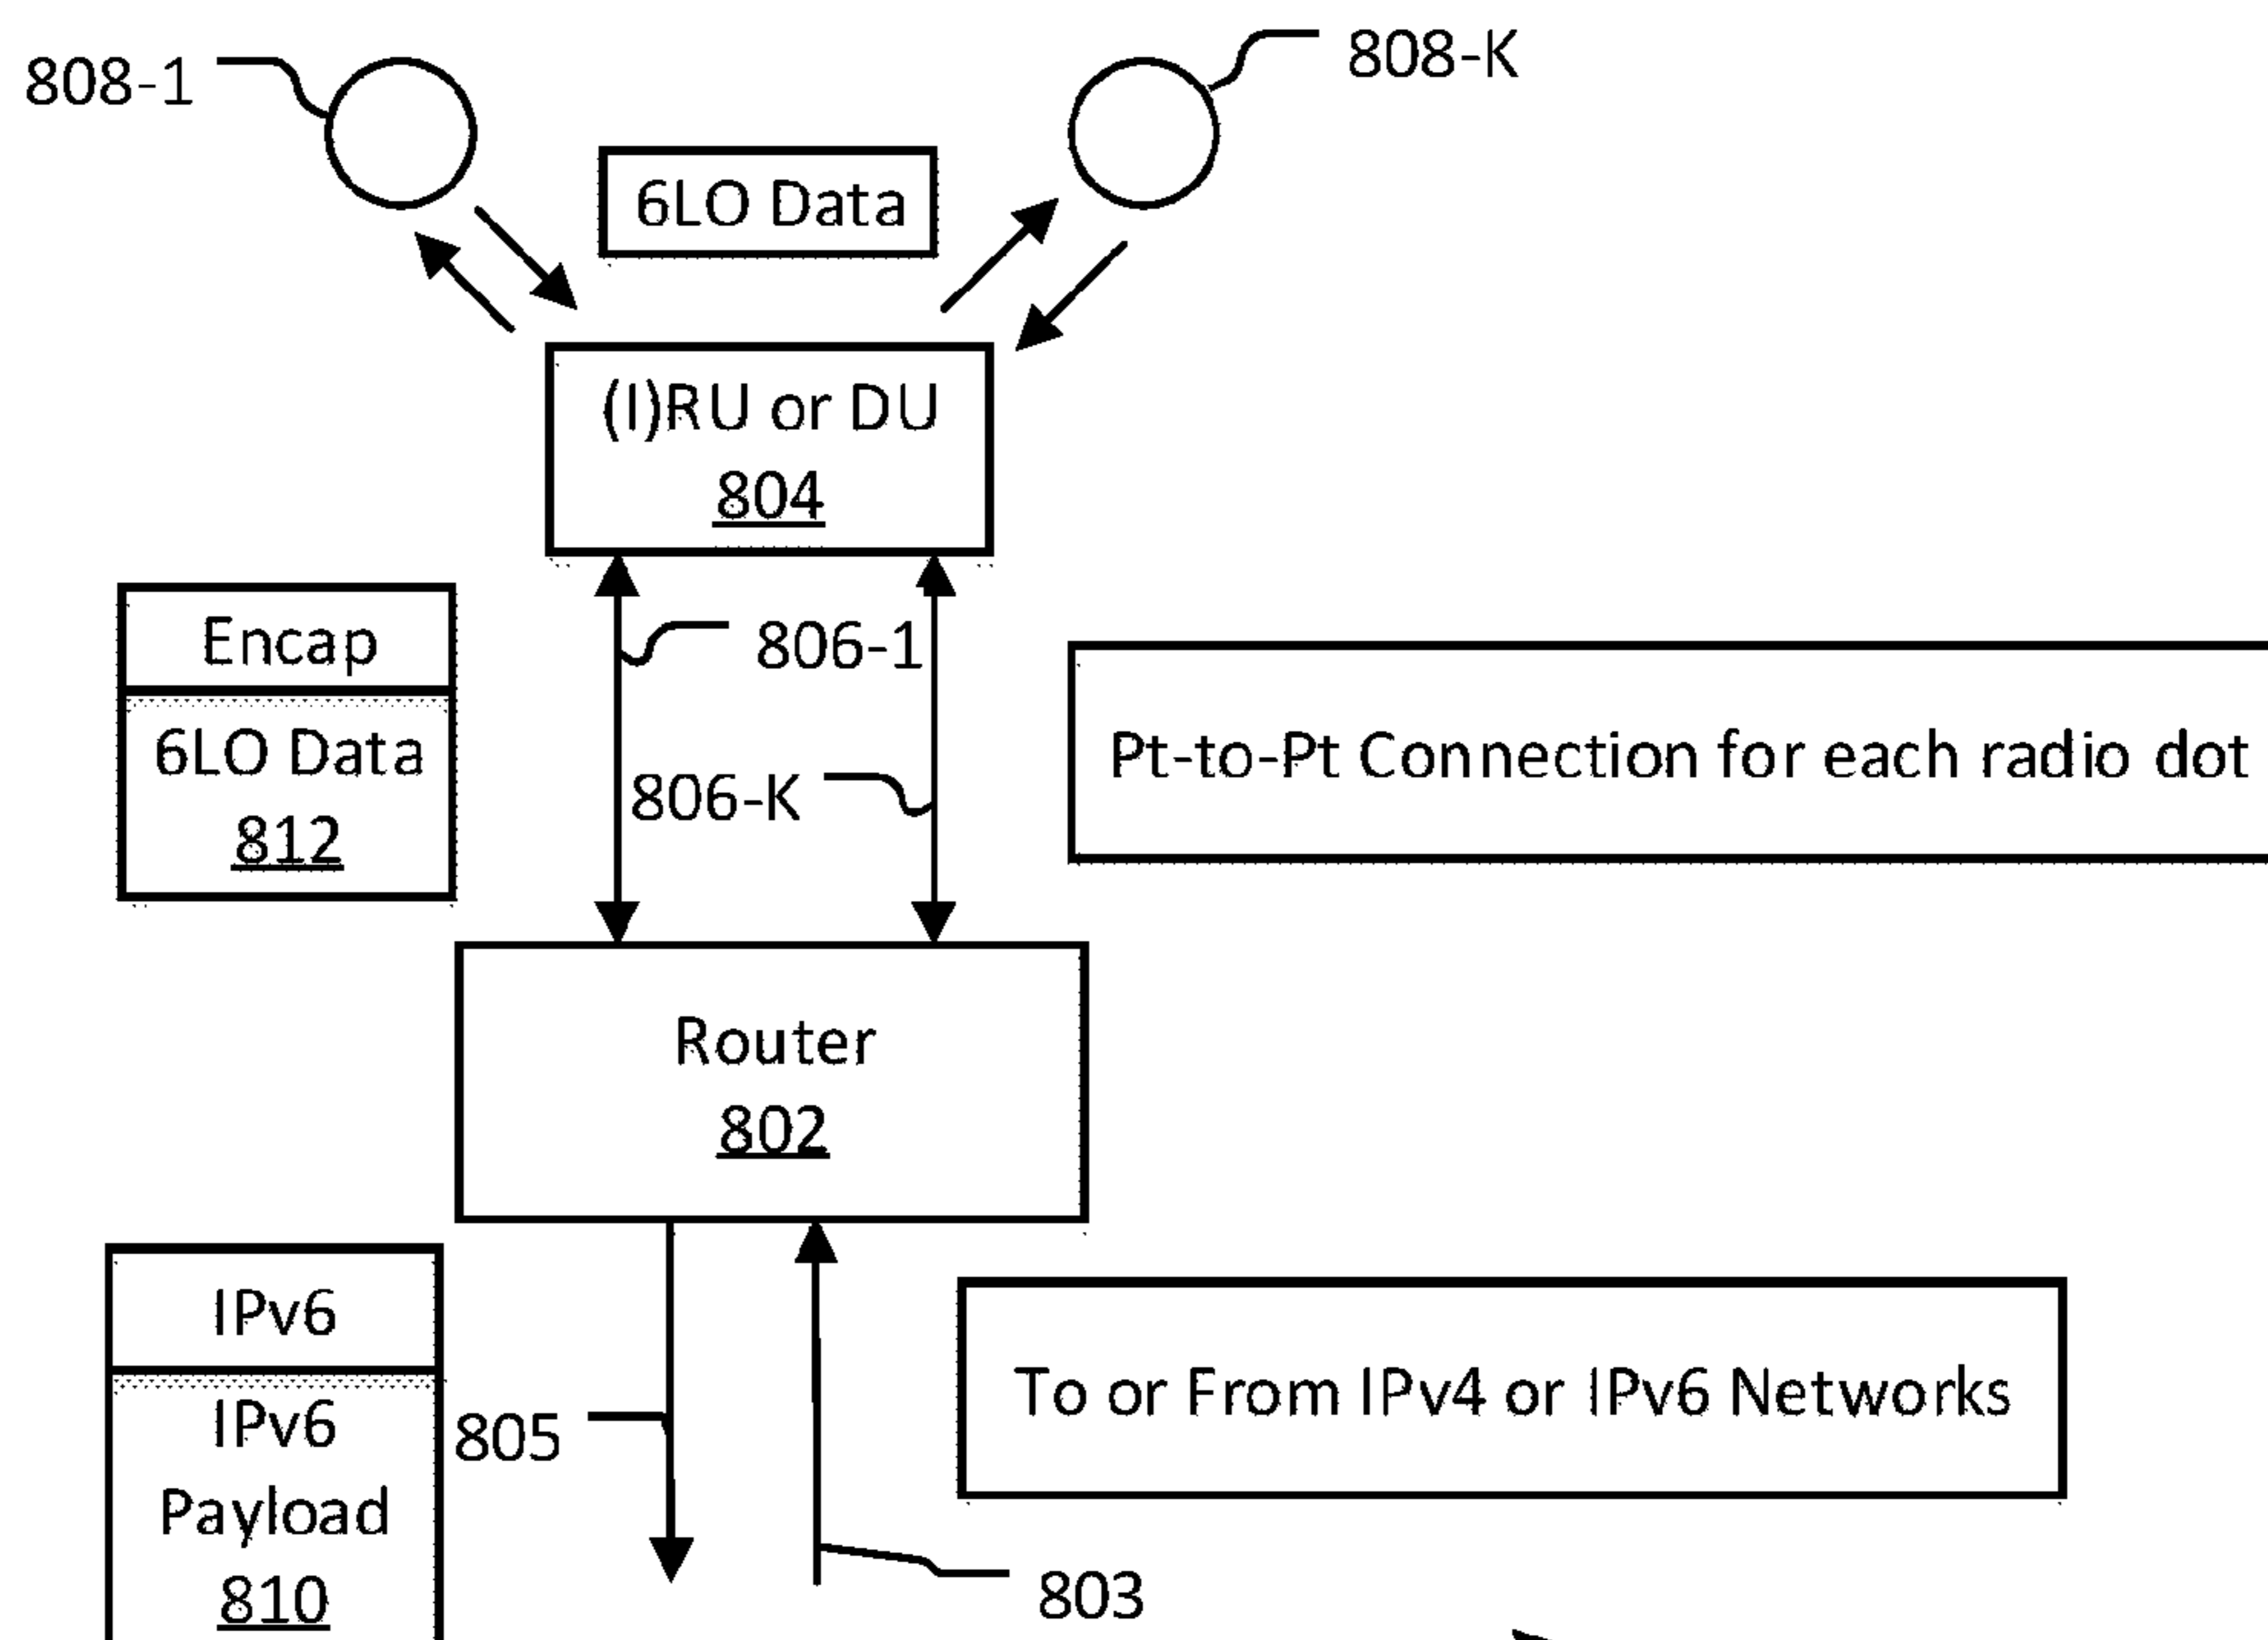 808-1
808-K
6LO Data
(I)RU or DU
804
Encap
6LO Data
812
806-1
806-K
Pt-to-Pt Connection for each radio dot
Router
802
IPv6
IPv6
Payload
810
805
To or From IPv4 or IPv6 Networks
803